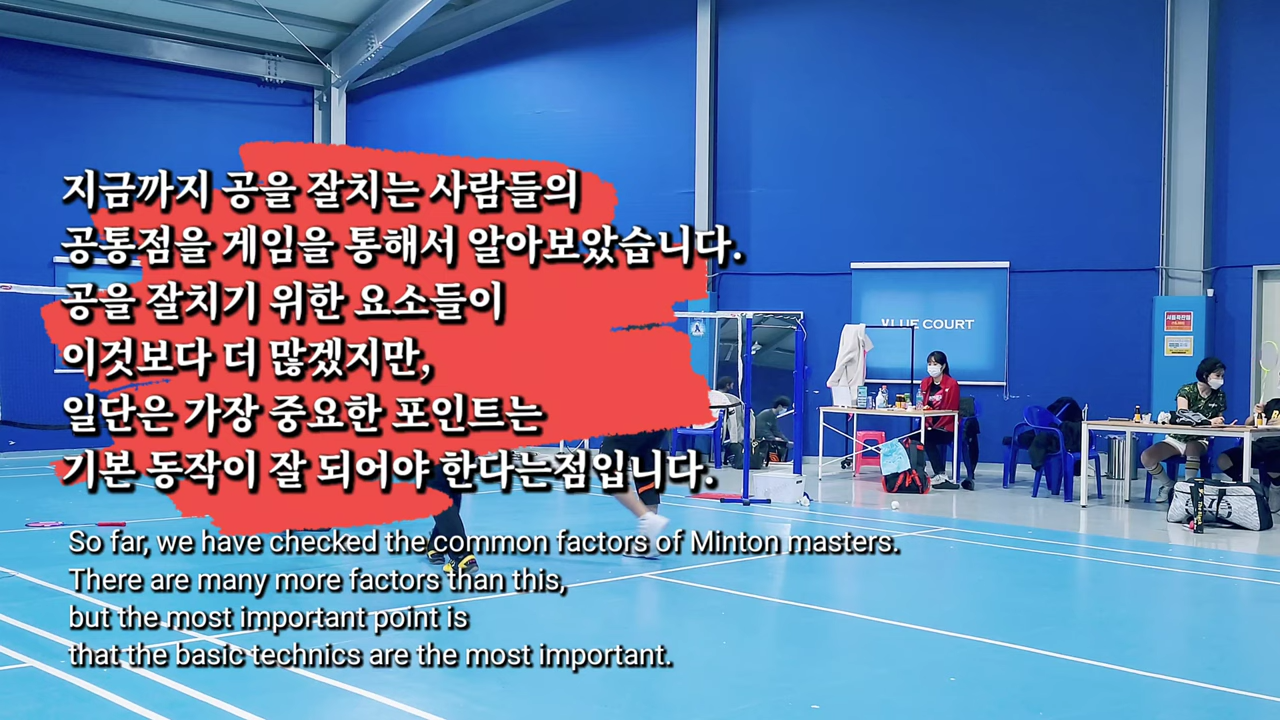 지금까지 공을 잘치는 사람들의
공통점을 게임을 통해서 알아보았습니다.
공을 잘치기 위한 요소들이
이것보다 더 많겠지만,
일단은 가장 중요한 포인트는
기본 동작이 잘 되어야 한다는점입니다.
So far, we have checked the common factors of Minton masters.
There are many more factors than this,
but the most important point is
that the basic technics are the most important.
VLUE COURT